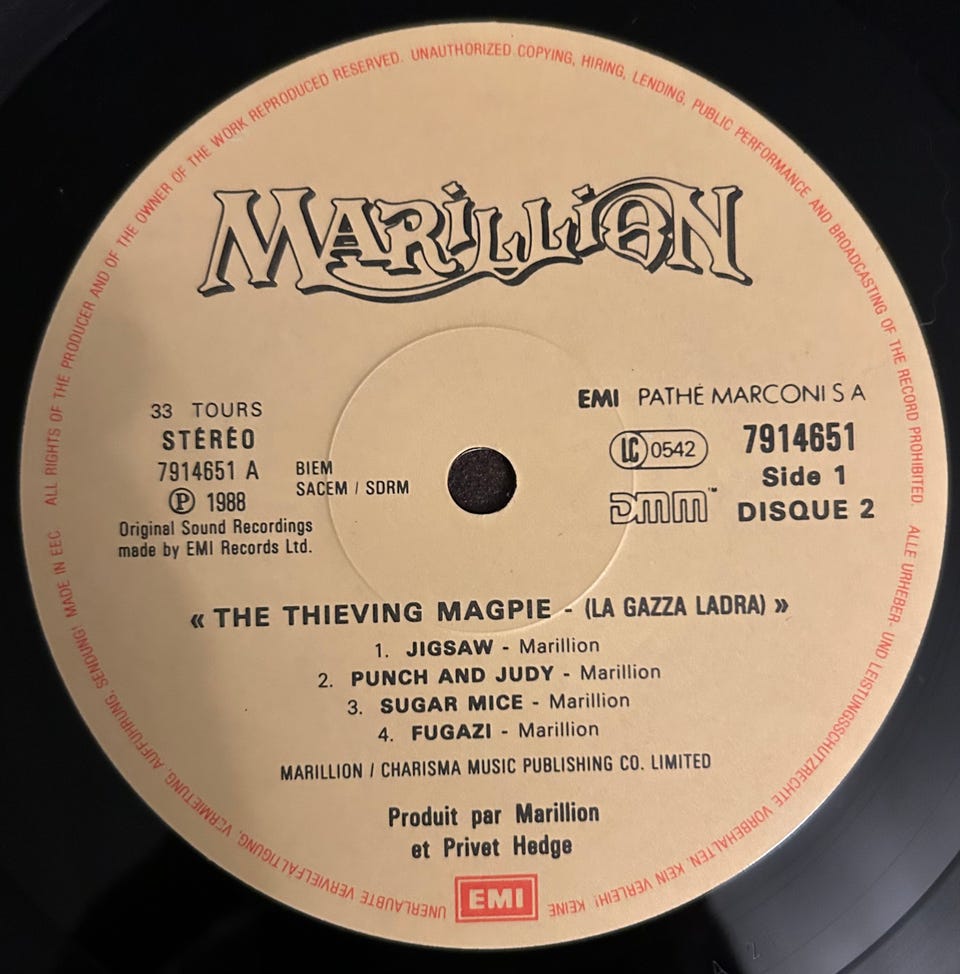 MARILLION
33 TOURS
STÉRÉO
7914651 A
Ⓟ 1988
Original Sound Recordings
made by EMI Records Ltd.
BIEM
SACEM / SDRM
EMI PATHÉ MARCONI S A
LC 0542
7914651
Side 1
DMM™
DISQUE 2
« THE THIEVING MAGPIE - (LA GAZZA LADRA) »
1. JIGSAW - Marillion
2. PUNCH AND JUDY - Marillion
3. SUGAR MICE - Marillion
4. FUGAZI - Marillion
MARILLION / CHARISMA MUSIC PUBLISHING CO. LIMITED
Produit par Marillion
et Privet Hedge
EMI
ALL RIGHTS OF THE PRODUCER AND OF THE OWNER OF THE WORK REPRODUCED RESERVED. UNAUTHORIZED COPYING, HIRING, LENDING, PUBLIC PERFORMANCE AND BROADCASTING OF THE RECORD PROHIBITED. ALLE URHEBER- UND LEISTUNGSSCHUTZRECHTE VORBEHALTEN. KEIN VERLEIH! KEINE UNERLAUBTE VERVIELFÄLTIGUNG, VERMIETUNG, AUFFÜHRUNG, SENDUNG! MADE IN EEC